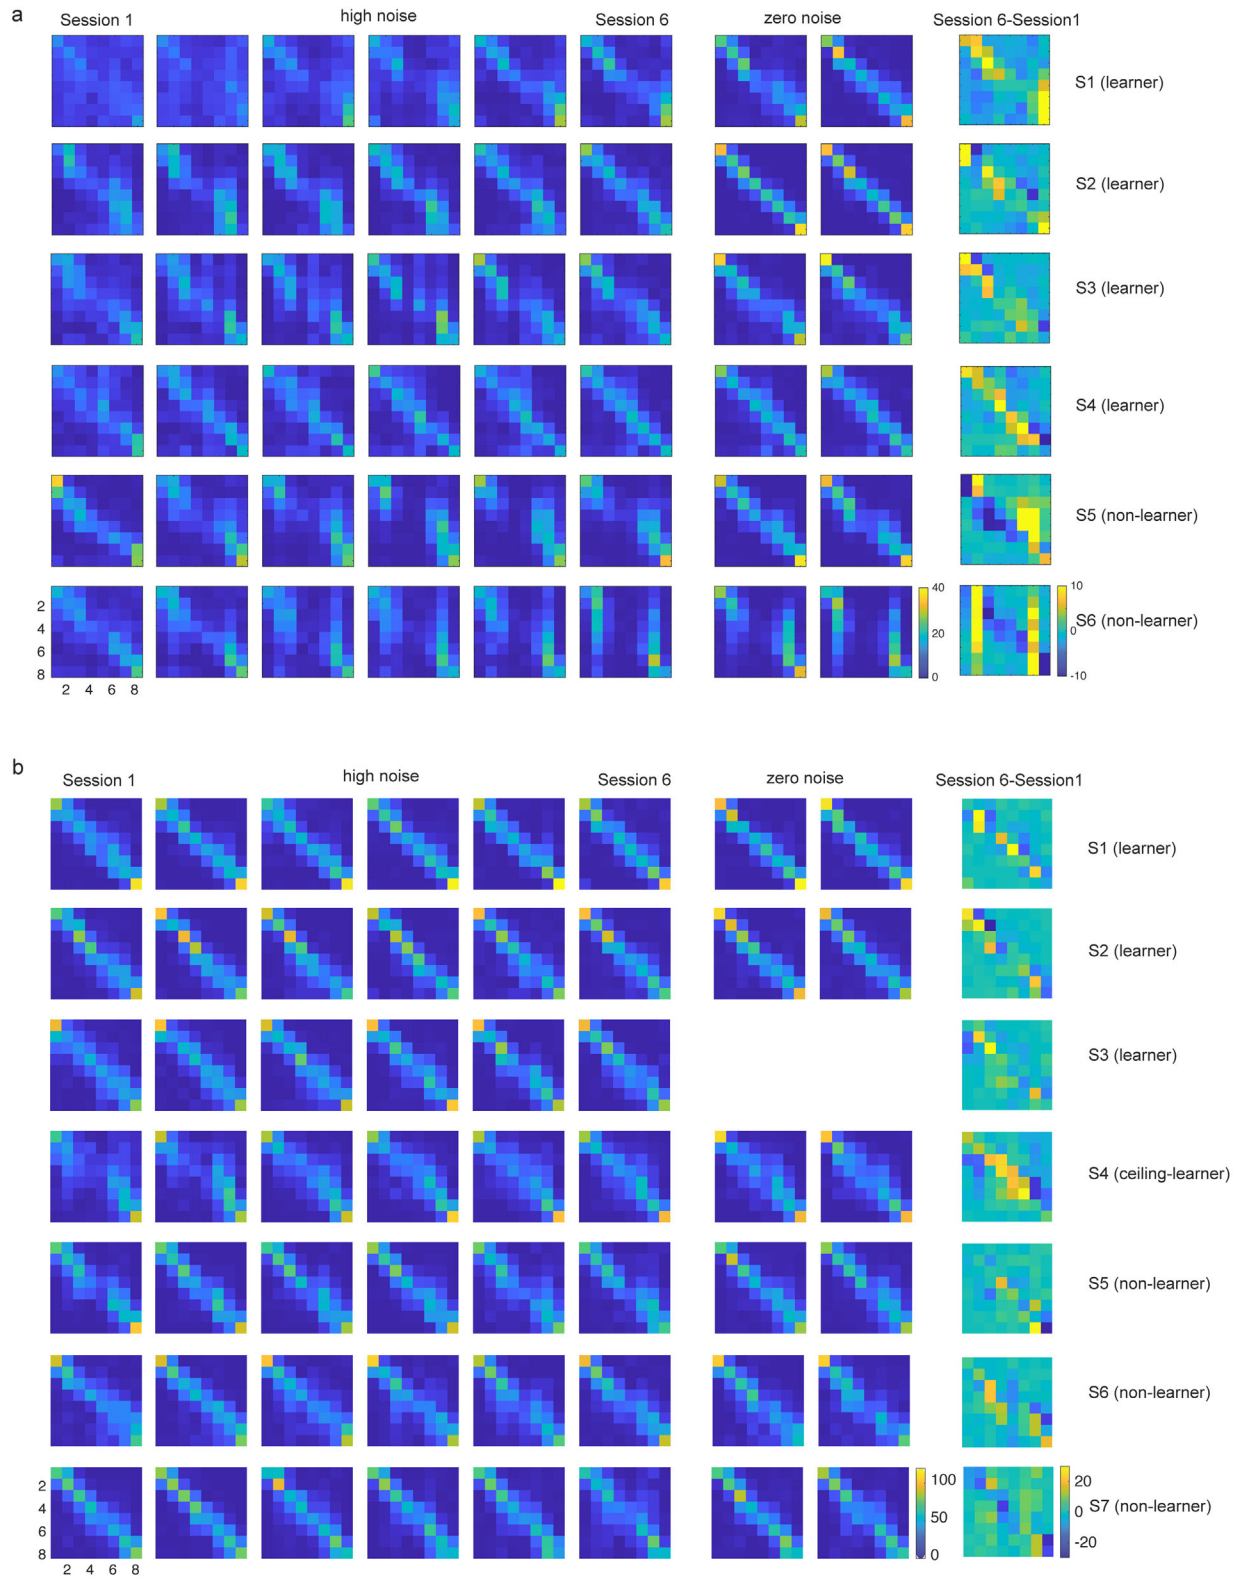 a
Session 1
high noise
Session 6
zero noise
Session 6-Session1
S1 (learner)
S2 (learner)
S3 (learner)
S4 (learner)
S5 (non-learner)
S6 (non-learner)
2
4
6
8
2 4 6 8
40
20
0
10
0
-10
b
Session 1
high noise
Session 6
zero noise
Session 6-Session1
S1 (learner)
S2 (learner)
S3 (learner)
S4 (ceiling-learner)
S5 (non-learner)
S6 (non-learner)
S7 (non-learner)
2
4
6
8
2 4 6 8
100
50
0
20
0
-20